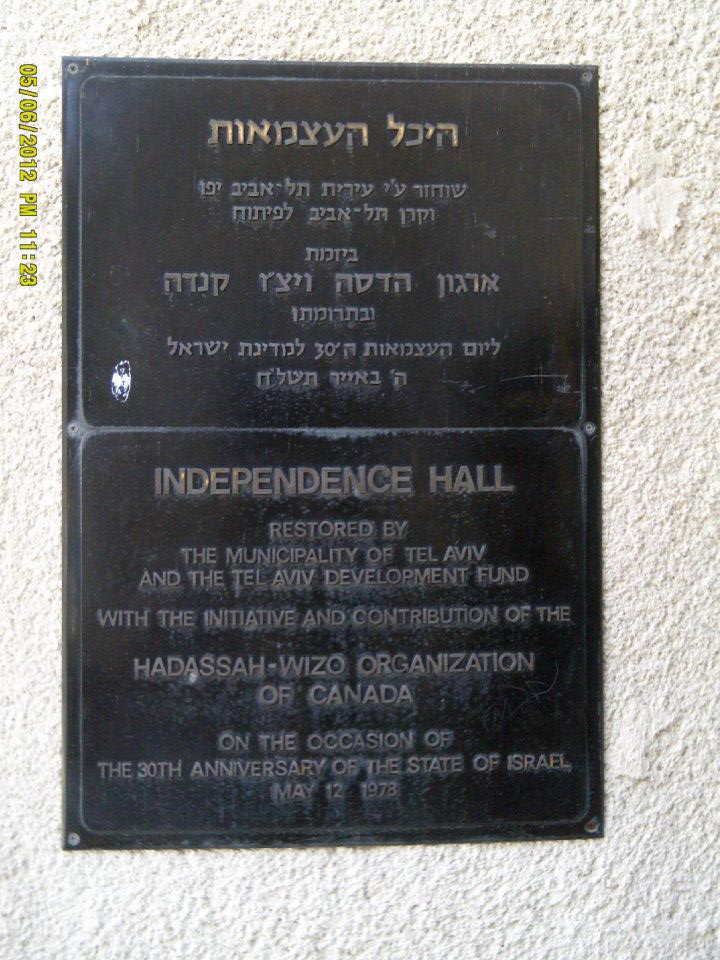 היכל העצמאות
שוחזר ע"י עירית תל-אביב יפו
וקרן תל-אביב לפיתוח
ביזמת
ארגון הדסה ויצ"ו קנדה
ובתרומתו
ליום העצמאות ה־30 למדינת ישראל
ה' באייר תשל"ח
INDEPENDENCE HALL
RESTORED BY
THE MUNICIPALITY OF TEL AVIV
AND THE TEL AVIV DEVELOPMENT FUND
WITH THE INITIATIVE AND CONTRIBUTION OF THE
HADASSAH-WIZO ORGANIZATION
OF CANADA
ON THE OCCASION OF
THE 30TH ANNIVERSARY OF THE STATE OF ISRAEL
MAY 12 1978
05/06/2012 PM 11:23